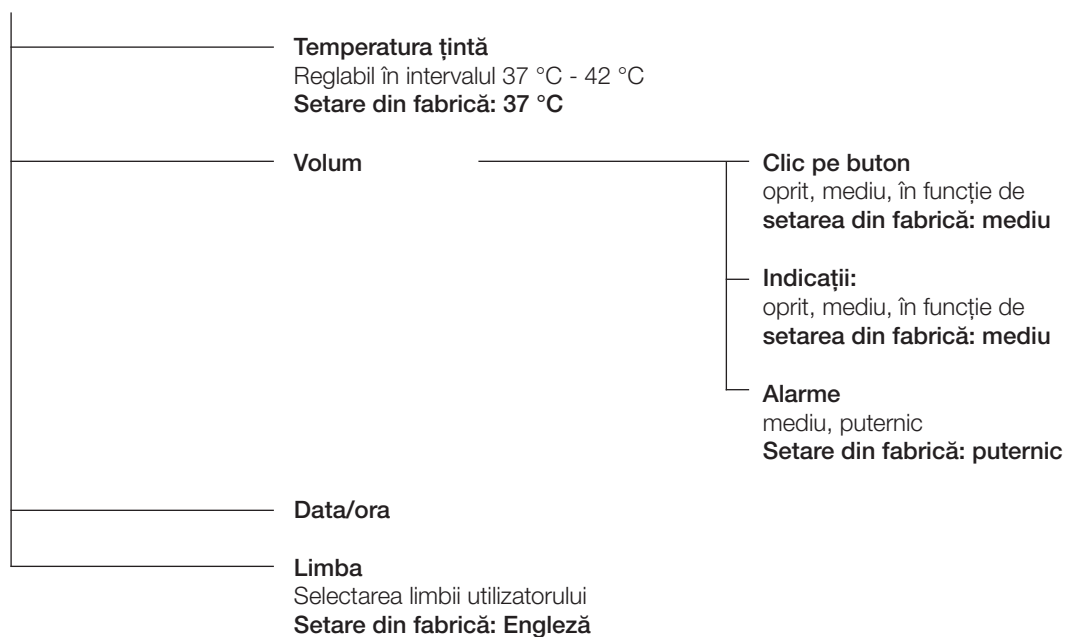 Temperatura țintă
Reglabil în intervalul 37 °C - 42 °C
Setare din fabrică: 37 °C
Volum
Clic pe buton
oprit, mediu, în funcție de
setarea din fabrică: mediu
Indicații:
oprit, mediu, în funcție de
setarea din fabrică: mediu
Alarme
mediu, puternic
Setare din fabrică: puternic
Data/ora
Limba
Selectarea limbii utilizatorului
Setare din fabrică: Engleză